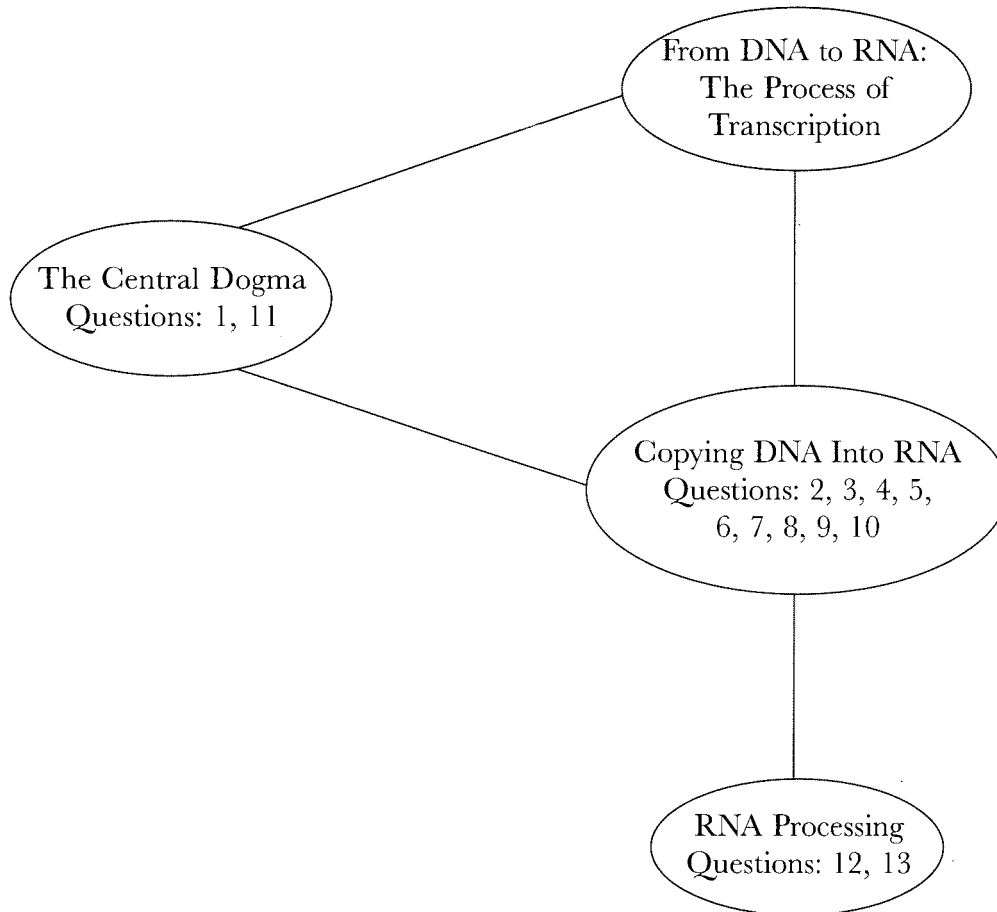 From DNA to RNA:
The Process of
Transcription
The Central Dogma
Questions: 1, 11
Copying DNA Into RNA
Questions: 2, 3, 4, 5,
6, 7, 8, 9, 10
RNA Processing
Questions: 12, 13